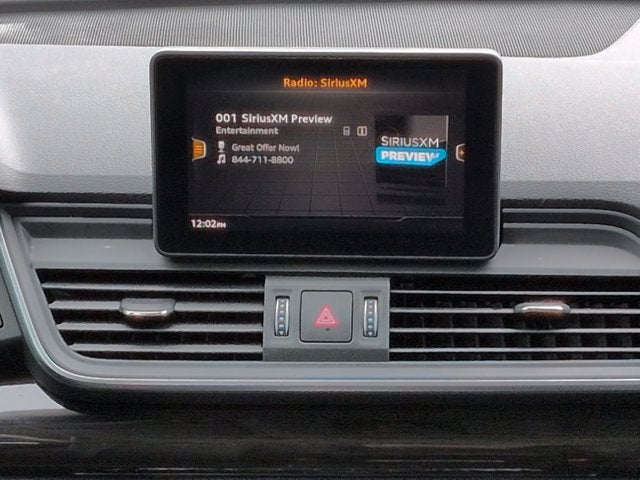 Radio: SiriusXM
001 SiriusXM Preview
Entertainment
Great Offer Now!
844-711-8800
SIRIUSXM
PREVIEW
12:02PM